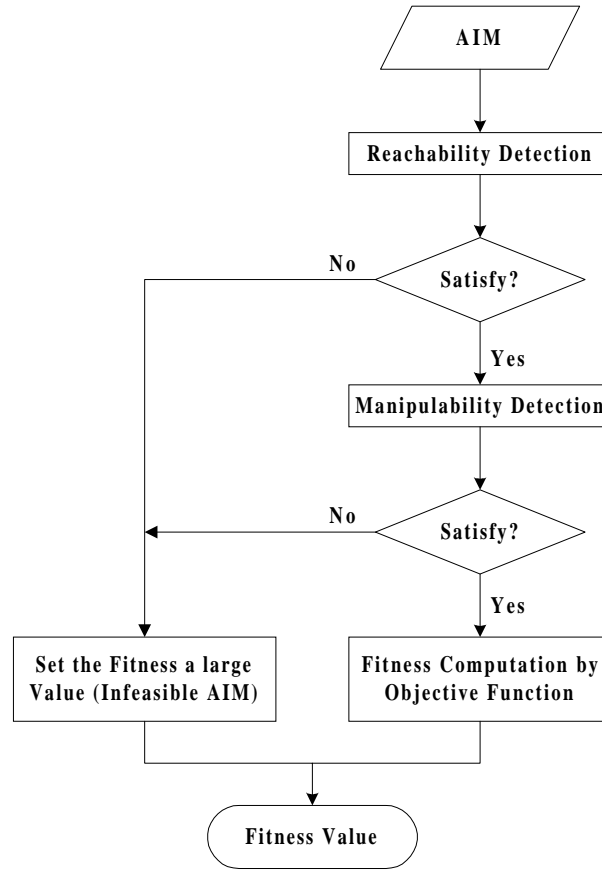 AIM
Reachability Detection
No
Satisfy?
Yes
Manipulability Detection
No
Satisfy?
Yes
Set the Fitness a large
Value (Infeasible AIM)
Fitness Computation by
Objective Function
Fitness Value